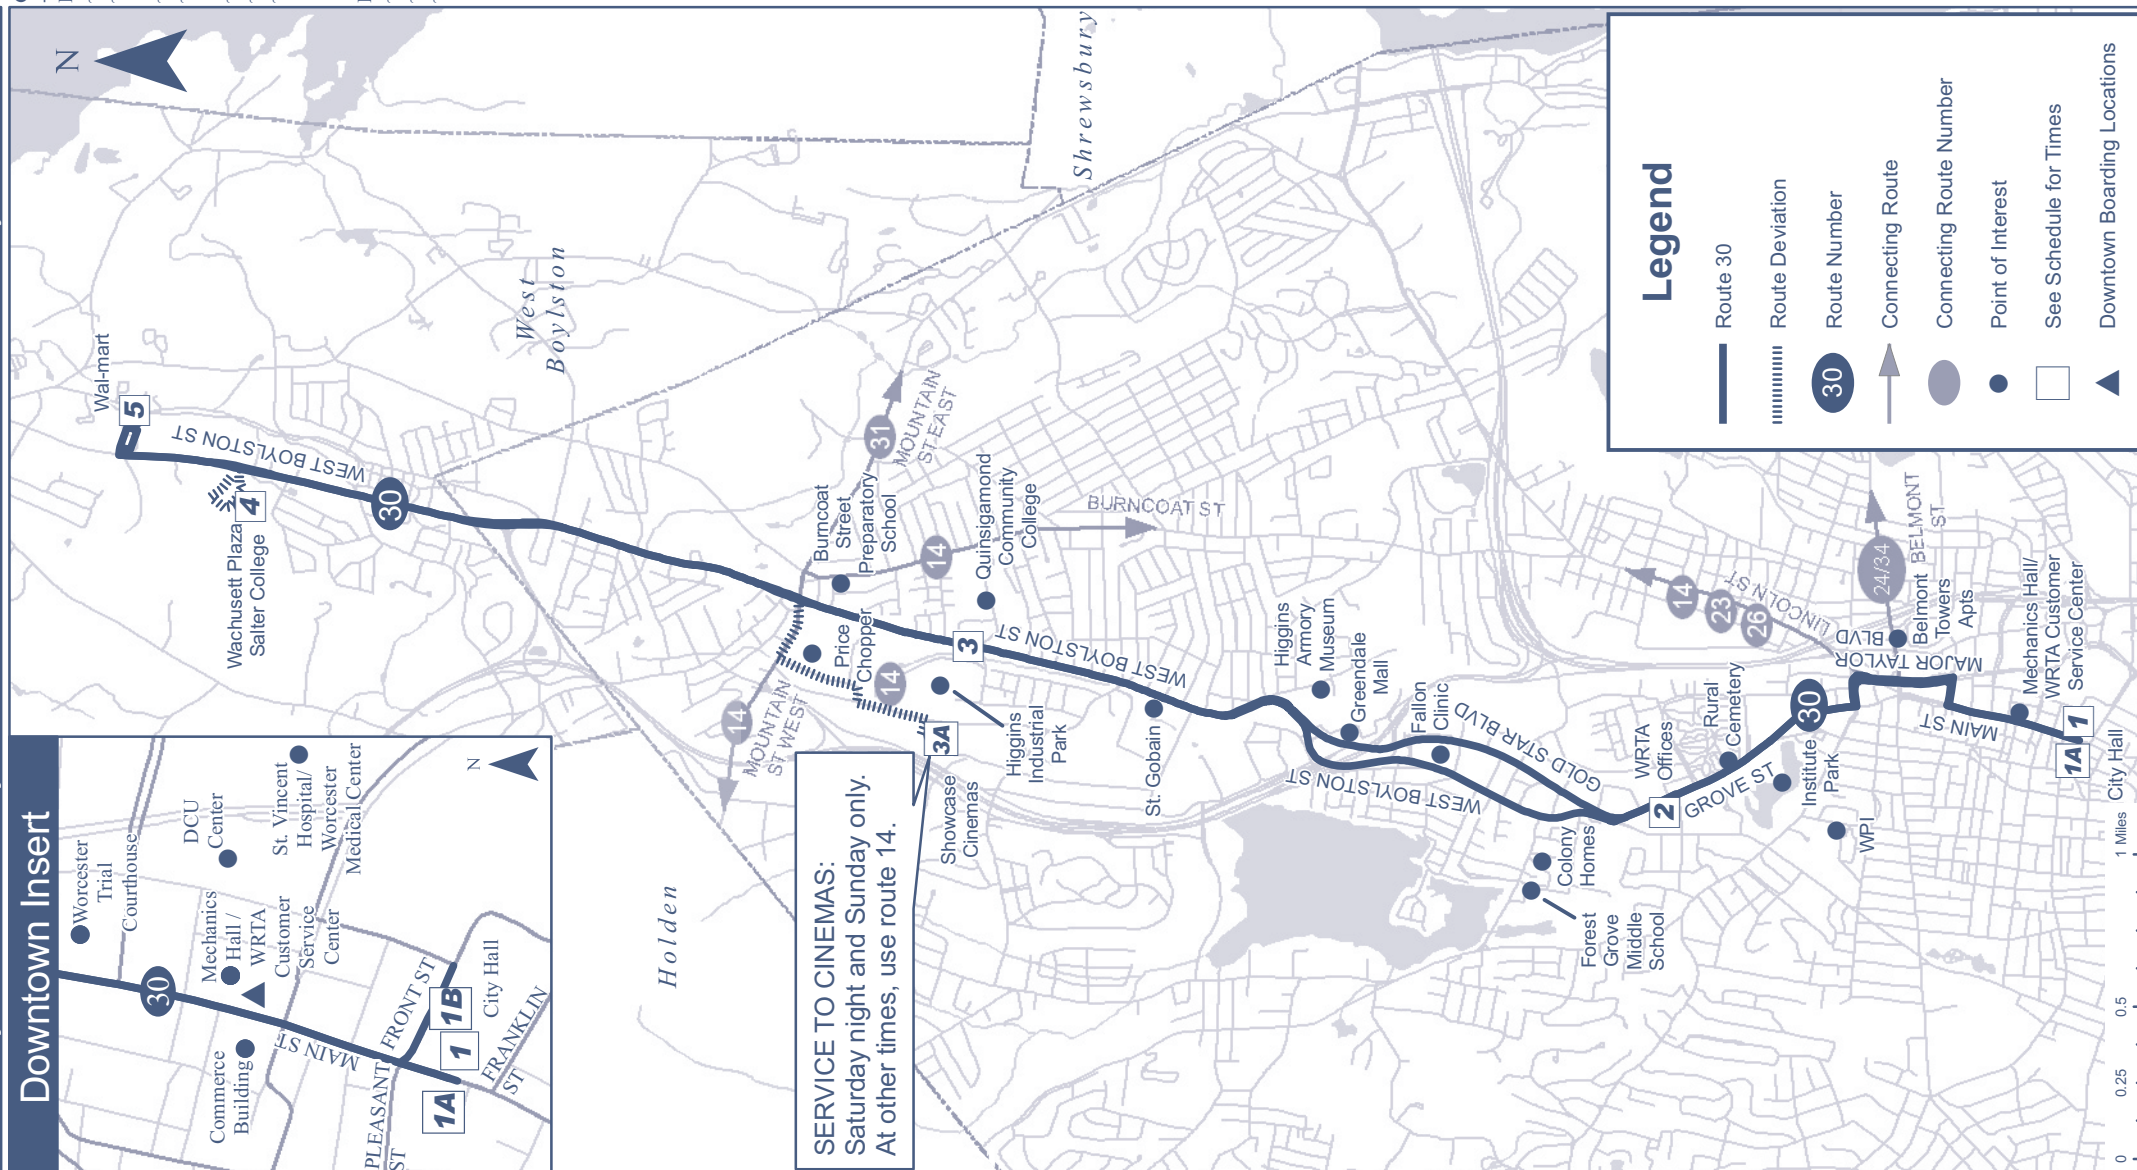 Downtown Insert
Worcester
Trial
Courthouse
DCU
Center
St. Vincent
Hospital/
Worcester
Medical Center
N
30
Mechanics
Hall /
WRTA
Customer
Service
Center
Commerce
Building
MAIN ST
FRONT ST
PLEASANT
ST
1A
1
1B
City Hall
FRANKLIN
ST
N
Wal-mart
5
WEST BOYLSTON ST
4
Wachusett Plaza
Salter College
30
West
Boylston
Shrewsbury
Holden
SERVICE TO CINEMAS:
Saturday night and Sunday only.
At other times, use route 14.
14
MOUNTAIN
ST WEST
31
MOUNTAIN
ST EAST
Burncoat
Street
Preparatory
School
14
Price
Chopper
14
3A
Showcase
Cinemas
Quinsigamond
Community
College
BURNCOAT ST
3
WEST BOYLSTON ST
Higgins
Industrial
Park
St. Gobain
Higgins
Armory
Museum
Greendale
Mall
Fallon
Clinic
GOLD STAR BLVD
WEST BOYLSTON ST
Colony
Homes
Forest
Grove
Middle
School
2
WRTA
Offices
Rural
Cemetery
GROVE ST
Institute
Park
WPI
30
14
23
26
LINCOLN ST
24/34
BELMONT
ST
Belmont
Towers
Apts
MAJOR TAYLOR
BLVD
MAIN ST
Mechanics Hall/
WRTA Customer
Service Center
1
1A
City Hall
0
0.25
0.5
1 Miles
Legend
Route 30
Route Deviation
30
Route Number
Connecting Route
Connecting Route Number
Point of Interest
See Schedule for Times
Downtown Boarding Locations